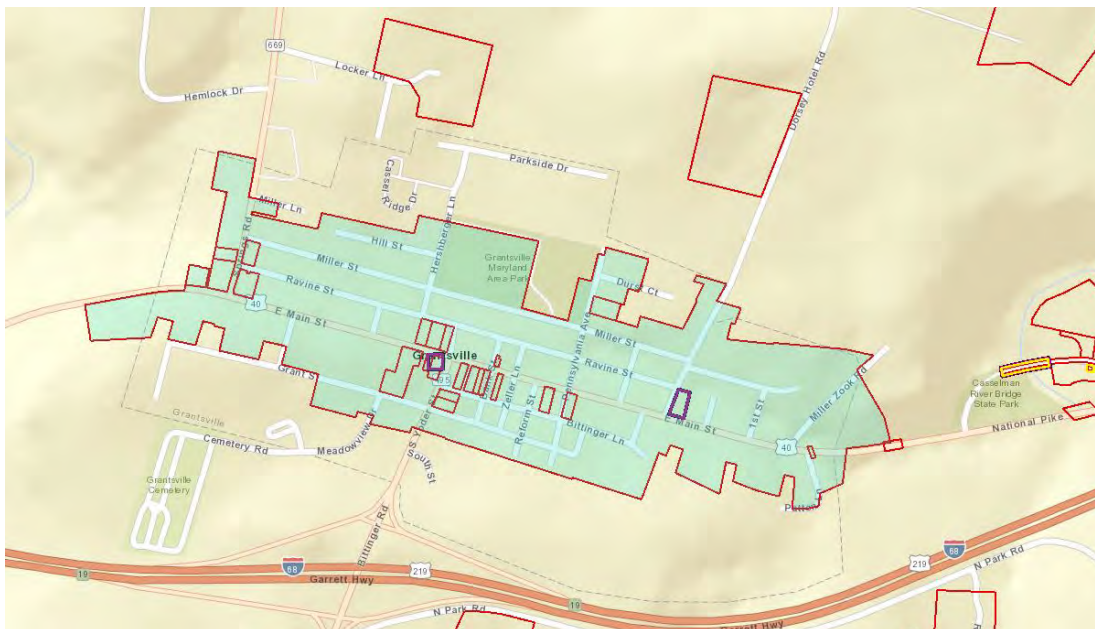 669
Locker Ln
Hemlock Dr
Dorsey Hotel Rd
Parkside Dr
Cassel
Ridge Dr
Miller Ln
Hershberger Ln
Hill St
Miller St
Grantsville
Maryland
Area Park
Durst Ct
Ravine St
40
E Main St
Pennsylvania Ave
Miller St
Grantsville
Ravine St
Zeller Ln
Reform St
Grant S
Bittinger Ln
E Main St
1st St
Miller Zook Rd
Casselman
River Bridge
State Park
National Pike
40
Grantsville
Cemetery Rd
Meadowview Dr
S Yoder St
South St
Grantsville
Cemetery
Bittinger Rd
68
219
Garrett Hwy
19
N Park Rd
19
219
68
N Park Rd
Garrett Hwy